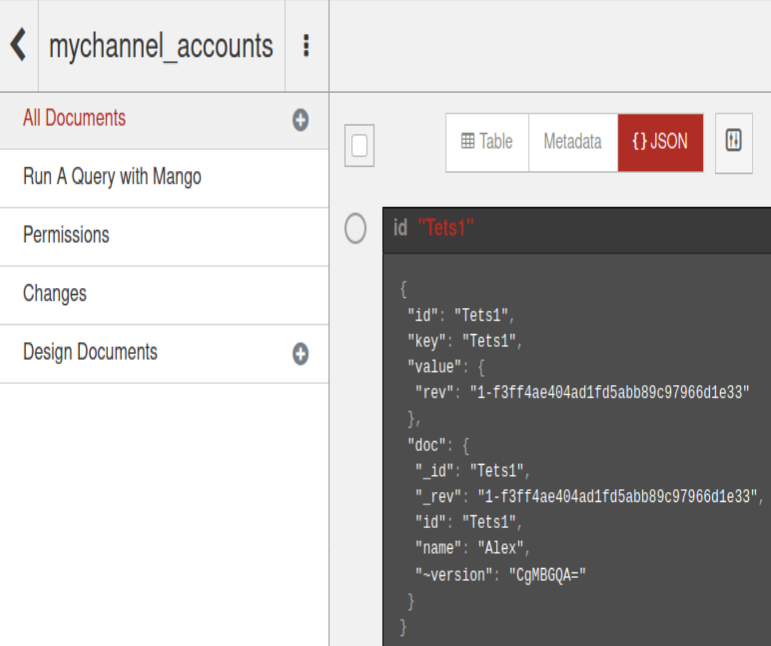 mychannel_accounts
All Documents
Run A Query with Mango
Permissions
Changes
Design Documents
Table Metadata {} JSON
id "Tets1"
{
"id": "Tets1",
"key": "Tets1",
"value": {
"rev": "1-f3ff4ae404ad1fd5abb89c97966d1e33"
},
"doc": {
"_id": "Tets1",
"_rev": "1-f3ff4ae404ad1fd5abb89c97966d1e33",
"id": "Tets1",
"name": "Alex",
"~version": "CgMBGQA="
}
}